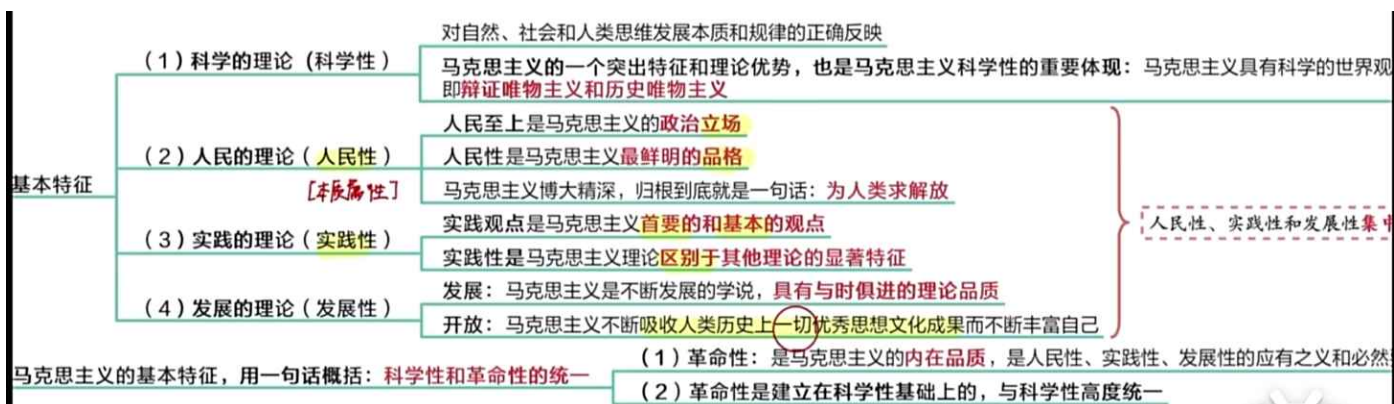 对自然、社会和人类思维发展本质和规律的正确反映
（1）科学的理论（科学性）
马克思主义的一个突出特征和理论优势，也是马克思主义科学性的重要体现：马克思主义具有科学的世界观
即辩证唯物主义和历史唯物主义
人民至上是马克思主义的政治立场
（2）人民的理论（人民性）
人民性是马克思主义最鲜明的品格
基本特征
[本质属性]
马克思主义博大精深，归根到底就是一句话：为人类求解放
实践观点是马克思主义首要的和基本的观点
人民性、实践性和发展性集中
（3）实践的理论（实践性）
实践性是马克思主义理论区别于其他理论的显著特征
发展：马克思主义是不断发展的学说，具有与时俱进的理论品质
（4）发展的理论（发展性）
开放：马克思主义不断吸收人类历史上一切优秀思想文化成果而不断丰富自己
（1）革命性：是马克思主义的内在品质，是人民性、实践性、发展性的应有之义和必然
马克思主义的基本特征，用一句话概括：科学性和革命性的统一
（2）革命性是建立在科学性基础上的，与科学性高度统一